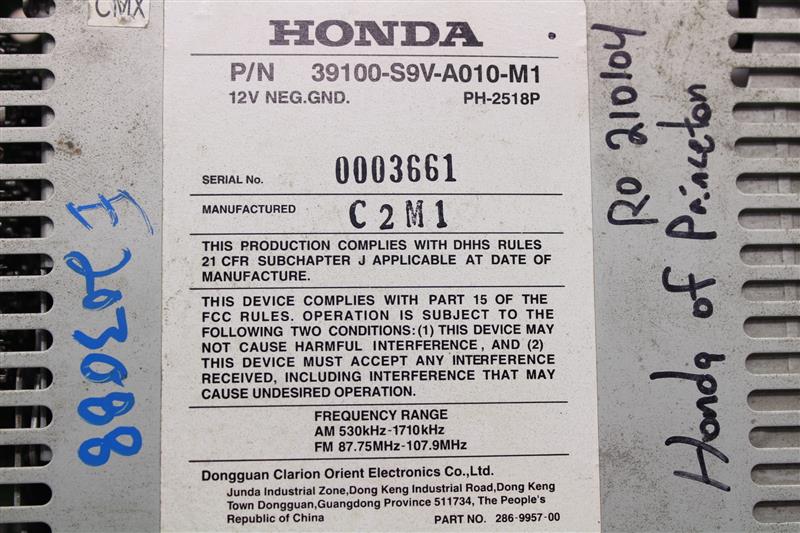 CMX
HONDA
P/N 39100-S9V-A010-M1
12V NEG.GND. PH-2518P
SERIAL No. 0003661
MANUFACTURED C2M1
THIS PRODUCTION COMPLIES WITH DHHS RULES
21 CFR SUBCHAPTER J APPLICABLE AT DATE OF
MANUFACTURE.
THIS DEVICE COMPLIES WITH PART 15 OF THE
FCC RULES. OPERATION IS SUBJECT TO THE
FOLLOWING TWO CONDITIONS:(1) THIS DEVICE MAY
NOT CAUSE HARMFUL INTERFERENCE, AND (2)
THIS DEVICE MUST ACCEPT ANY INTERFERENCE
RECEIVED, INCLUDING INTERFERENCE THAT MAY
CAUSE UNDESIRED OPERATION.
FREQUENCY RANGE
AM 530kHz-1710kHz
FM 87.75MHz-107.9MHz
Dongguan Clarion Orient Electronics Co.,Ltd.
Junda Industrial Zone,Dong Keng Industrial Road,Dong Keng
Town Dongguan,Guangdong Province 511734, The People's
Republic of China PART NO. 286-9957-00
RO 210104
Honda of Princeton